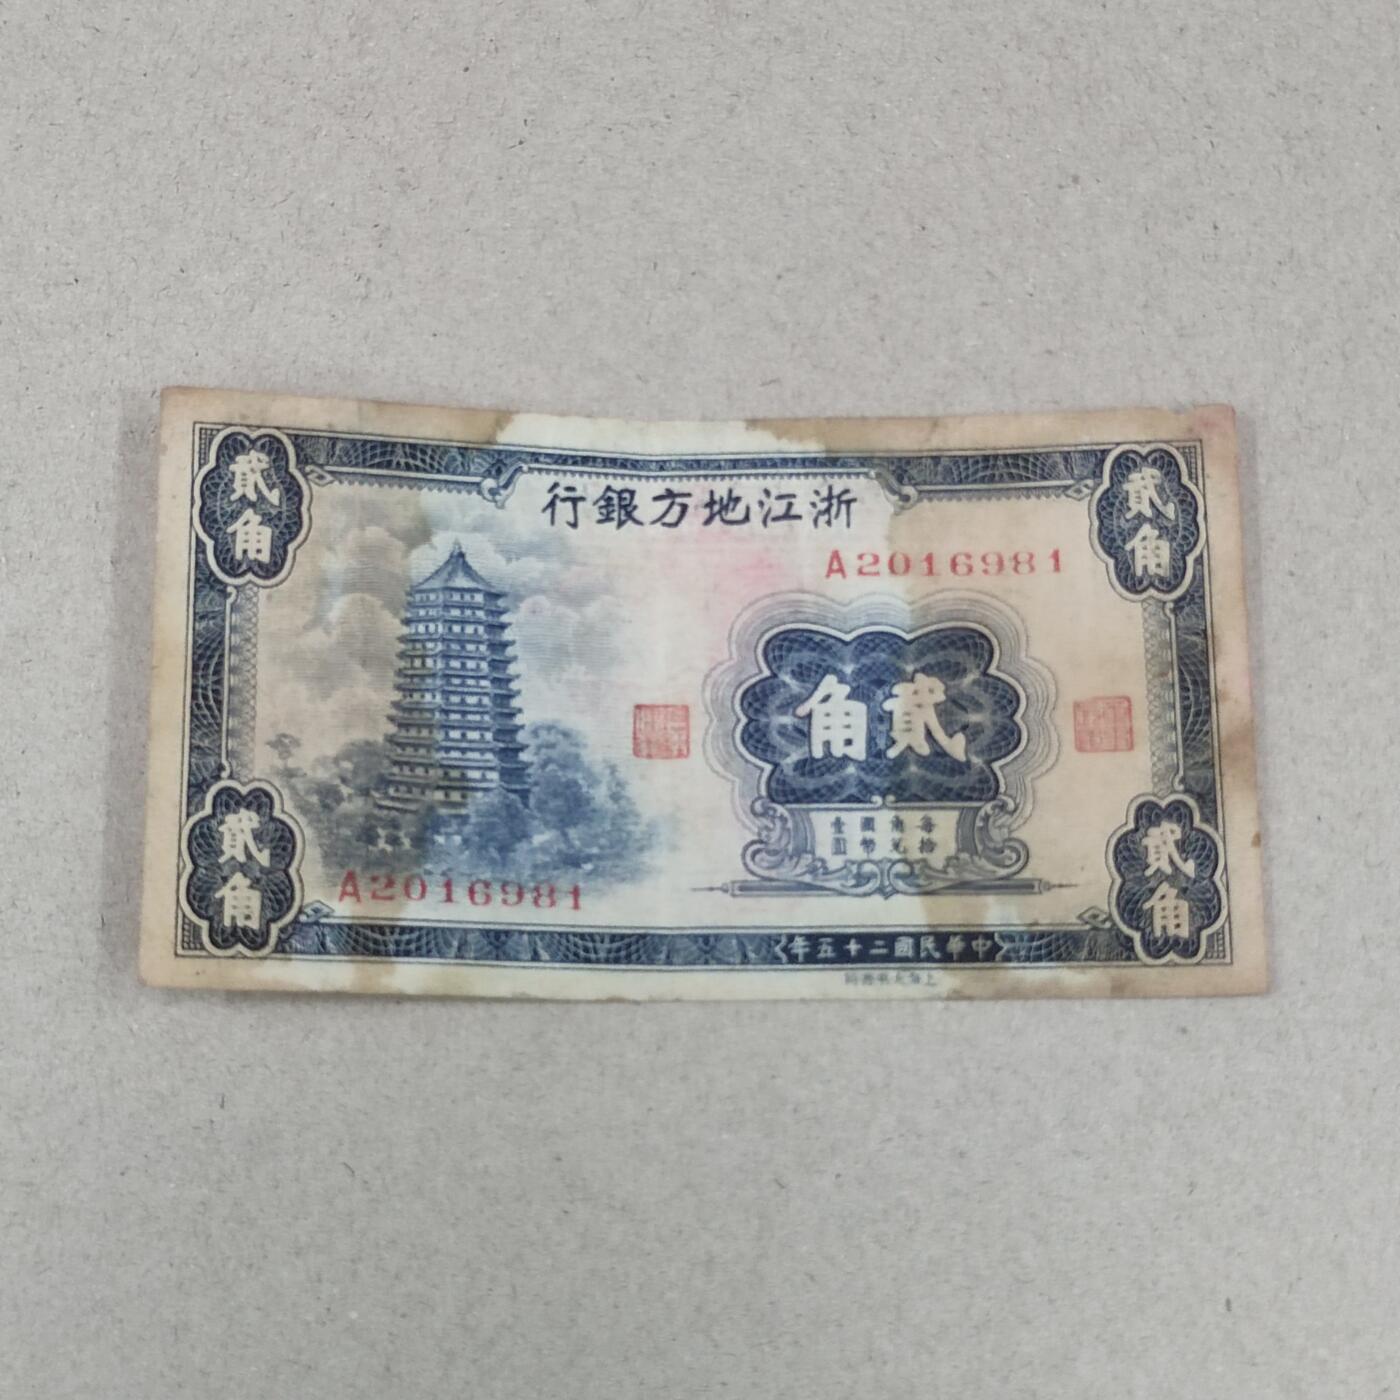 浙江地方銀行
A2016981
貳角
貳角
貳角
每拾角兌國幣壹圓
A2016981
貳角
貳角
中華民國二十五年